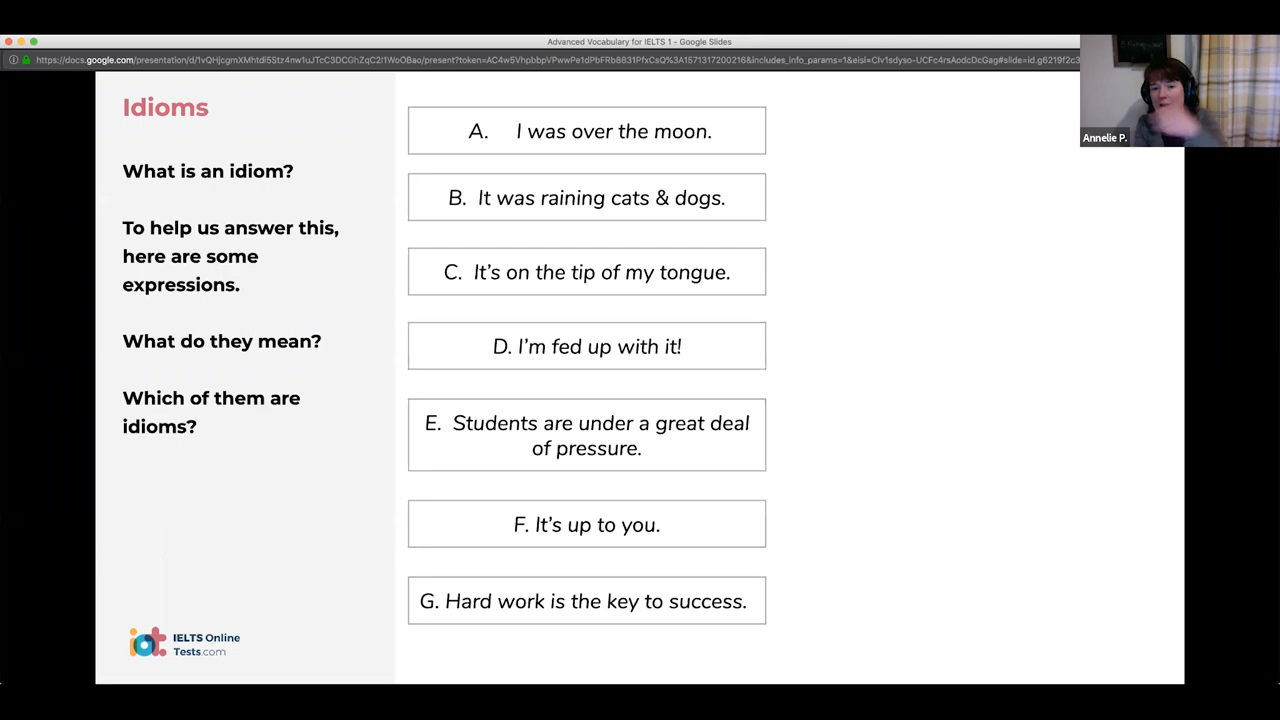 Advanced Vocabulary for IELTS 1 - Google Slides
Annelie P.
Idioms
What is an idiom?
To help us answer this,
here are some
expressions.
What do they mean?
Which of them are
idioms?
A. I was over the moon.
B. It was raining cats & dogs.
C. It's on the tip of my tongue.
D. I'm fed up with it!
E. Students are under a great deal
of pressure.
F. It's up to you.
G. Hard work is the key to success.
iot
IELTS Online
Tests.com